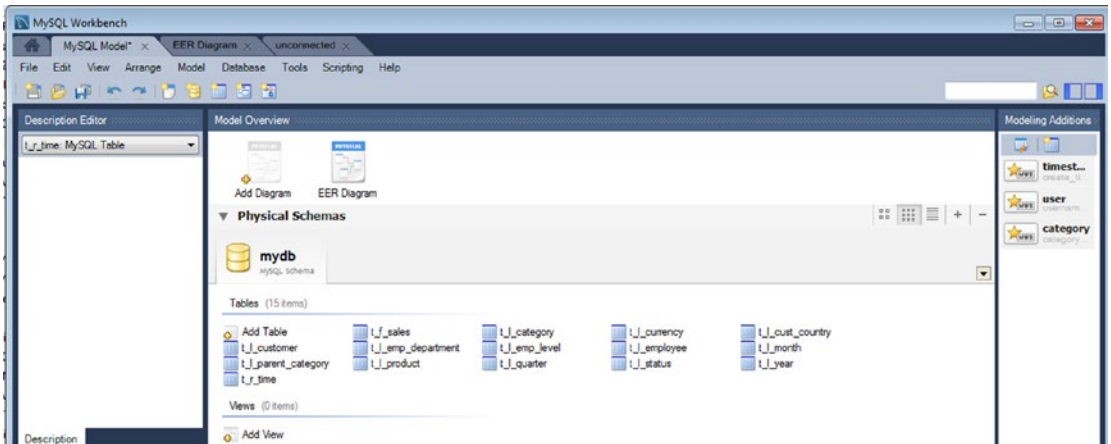 MySQL Workbench
MySQL Model* × EER Diagram × unconnected ×
File Edit View Arrange Model Database Tools Scripting Help
Description Editor
t_r_time: MySQL Table
Description
Model Overview
Add Diagram EER Diagram
Physical Schemas
mydb
MySQL Schema
Tables (15 items)
Add Table t_f_sales t_l_category t_l_currency t_l_cust_country
t_l_customer t_l_emp_department t_l_emp_level t_l_employee t_l_month
t_l_parent_category t_l_product t_l_quarter t_l_status t_l_year
t_r_time
Views (0 items)
Add View
Modeling Additions
timest...
create_ti...
user
usernam...
category
category...